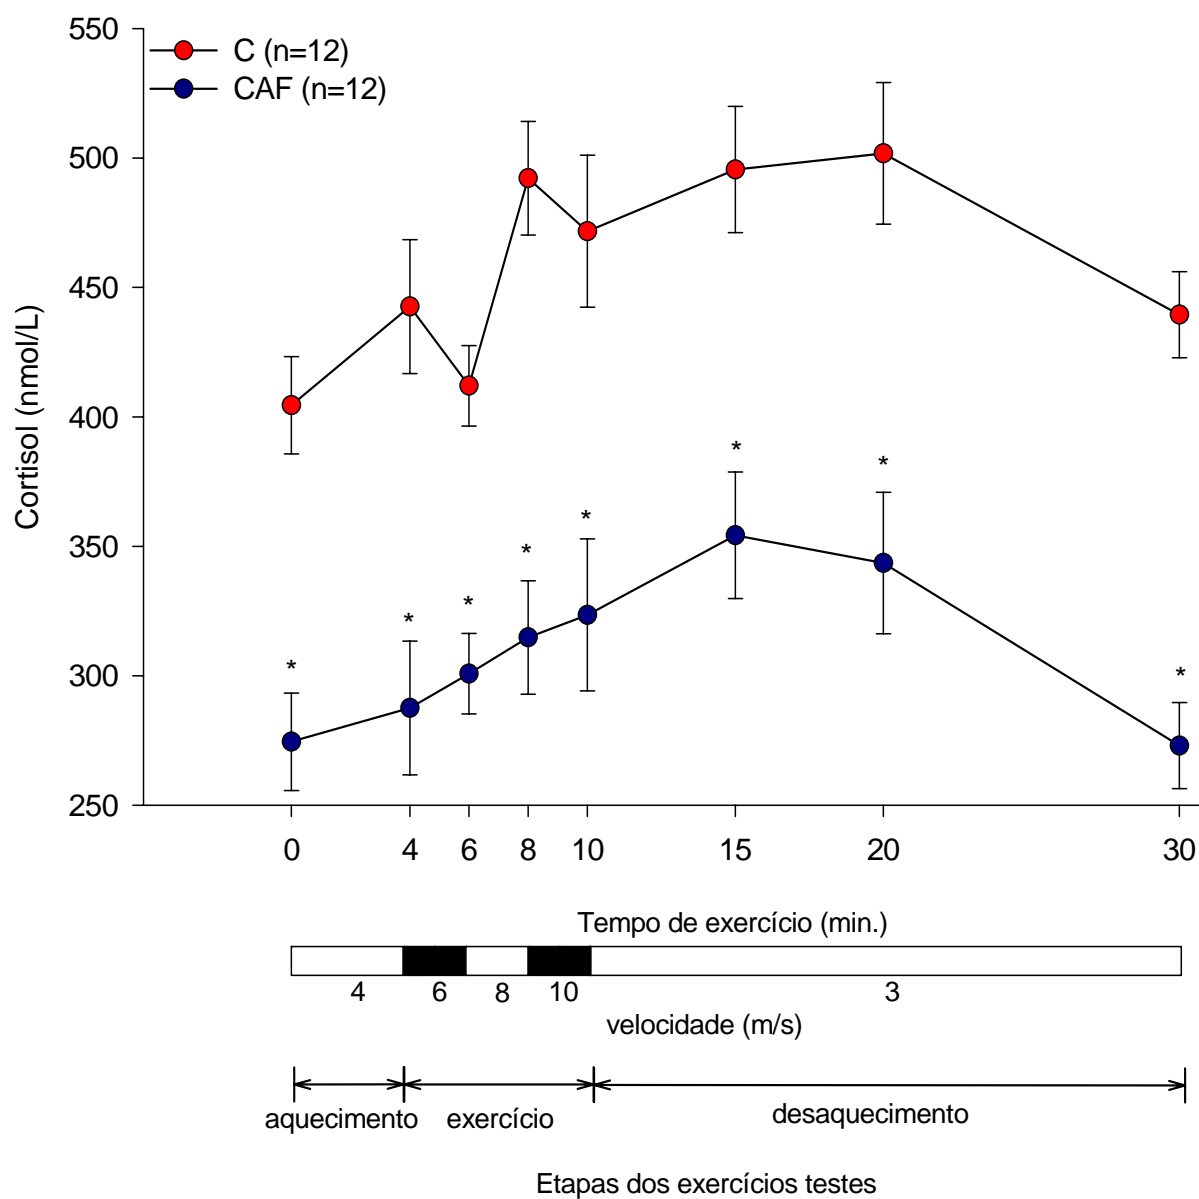 550
C (n=12)
CAF (n=12)
500
450
400
350
300
250
Cortisol (nmol/L)
* * * * * * * *
0 4 6 8 10 15 20 30
Tempo de exercício (min.)
4 6 8 10 3
velocidade (m/s)
aquecimento exercício desaquecimento
Etapas dos exercícios testes